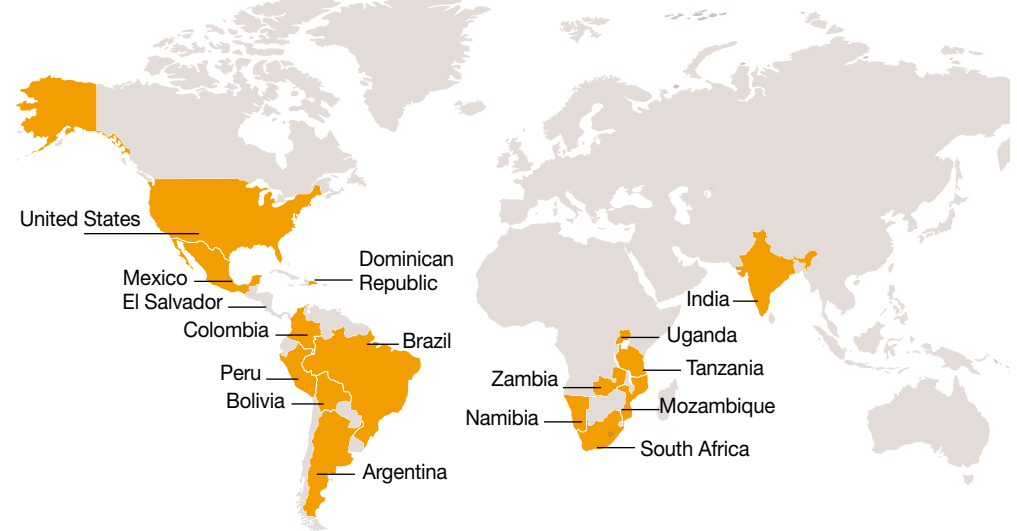 United States
Mexico
El Salvador
Colombia
Peru
Bolivia
Dominican
Republic
Brazil
Argentina
India
Uganda
Tanzania
Zambia
Mozambique
Namibia
South Africa